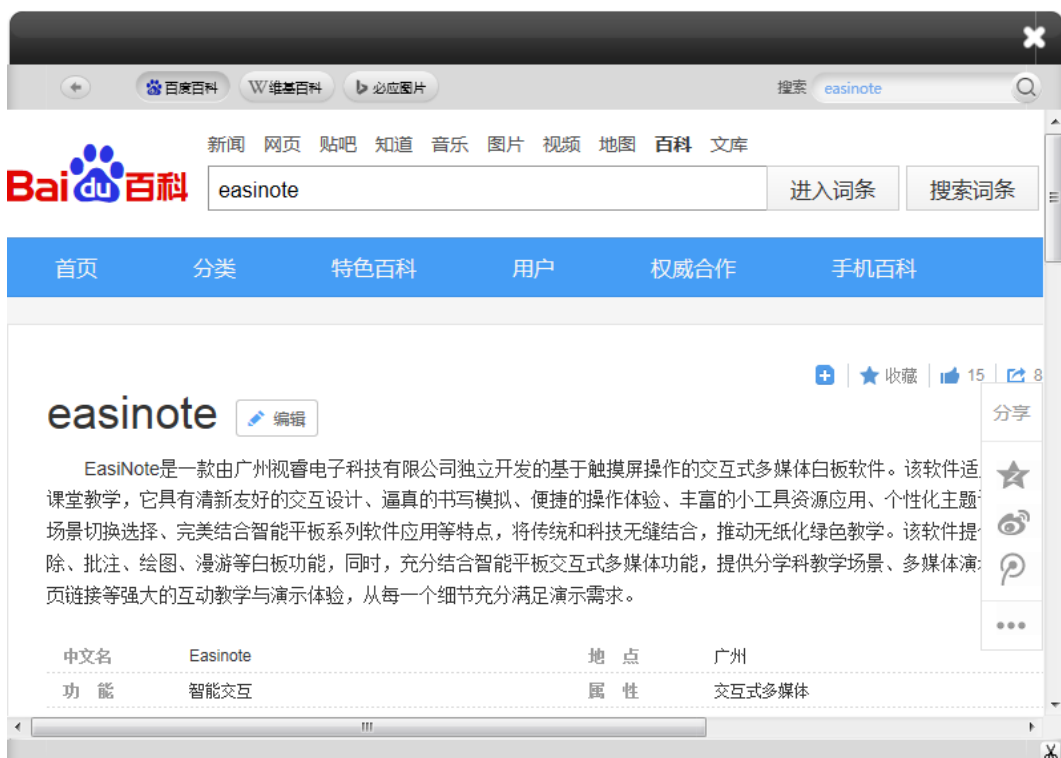 百度百科 W维基百科 必应图片 搜索 easinote
新闻 网页 贴吧 知道 音乐 图片 视频 地图 百科 文库
Bai du 百科 easinote 进入词条 搜索词条
首页 分类 特色百科 用户 权威合作 手机百科
收藏 15 8
easinote 编辑
分享
EasiNote是一款由广州视睿电子科技有限公司独立开发的基于触摸屏操作的交互式多媒体白板软件。该软件适
课堂教学，它具有清新友好的交互设计、逼真的书写模拟、便捷的操作体验、丰富的小工具资源应用、个性化主题
场景切换选择、完美结合智能平板系列软件应用等特点，将传统和科技无缝结合，推动无纸化绿色教学。该软件提
除、批注、绘图、漫游等白板功能，同时，充分结合智能平板交互式多媒体功能，提供分学科教学场景、多媒体演
页链接等强大的互动教学与演示体验，从每一个细节充分满足演示需求。
中文名 Easinote 地 点 广州
功 能 智能交互 属 性 交互式多媒体